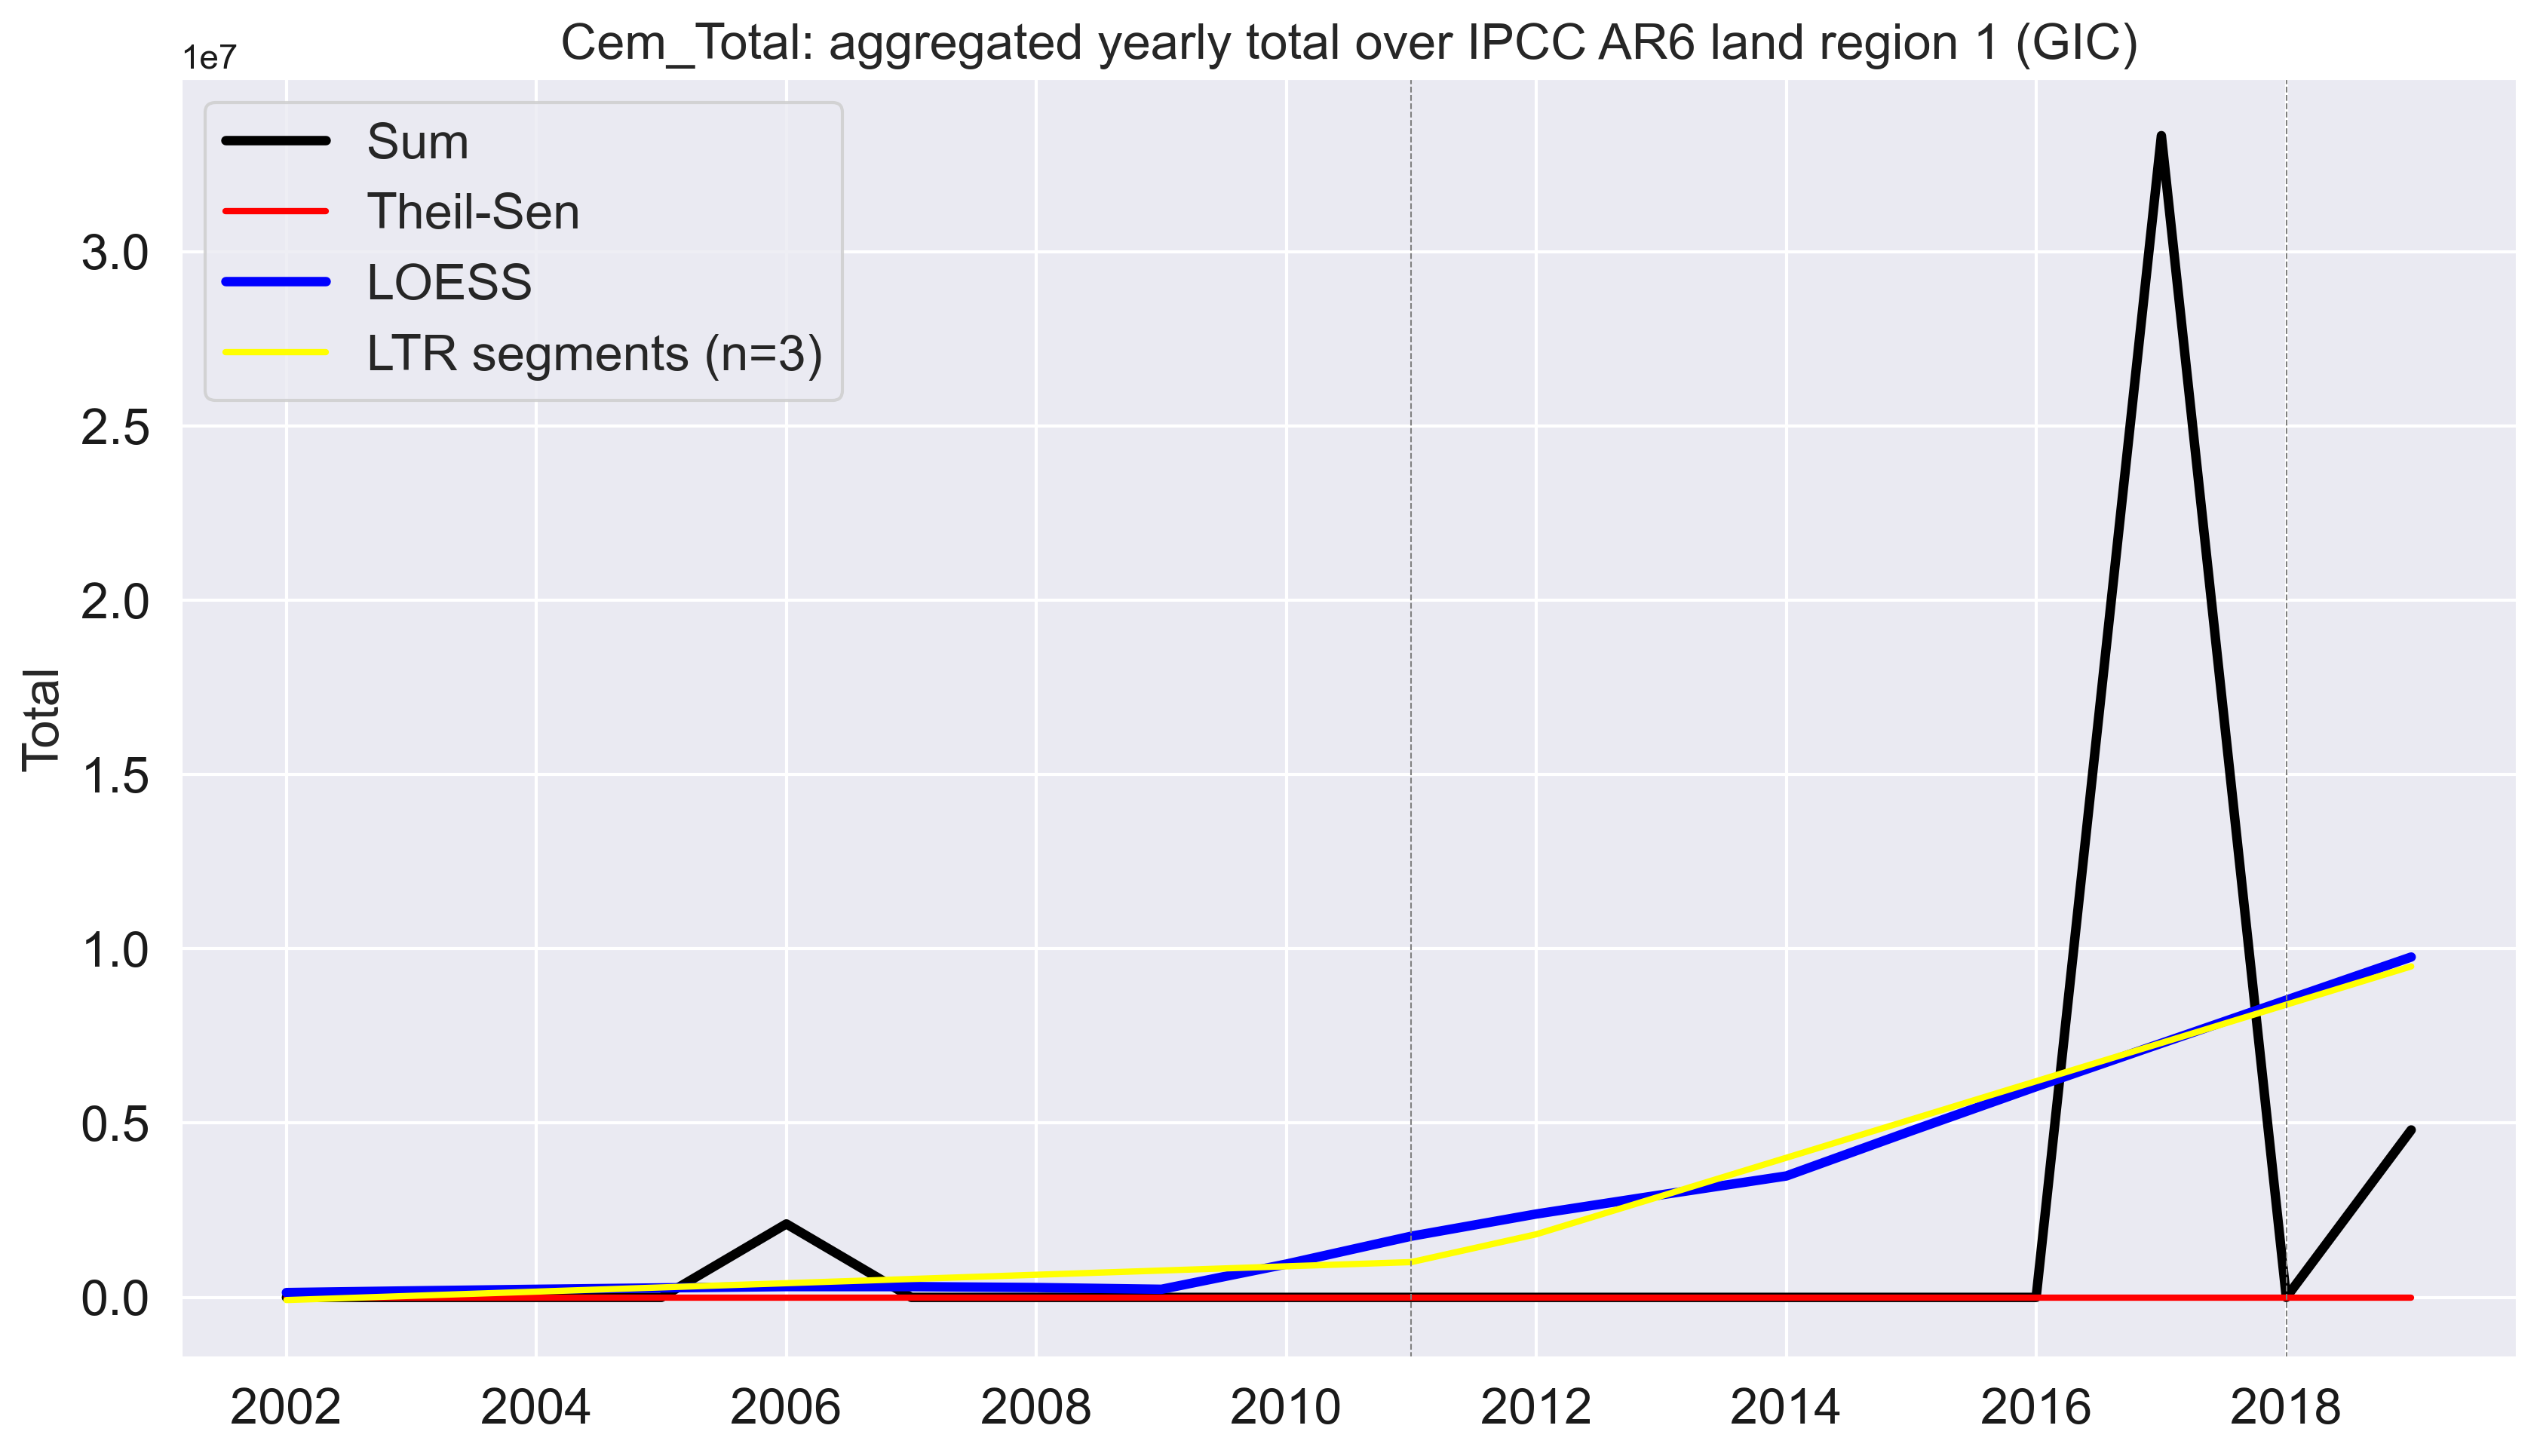 Cem_Total: aggregated yearly total over IPCC AR6 land region 1 (GIC)
1e7
Sum
Theil-Sen
LOESS
LTR segments (n=3)
3.0
2.5
2.0
1.5
1.0
0.5
0.0
Total
2002 2004 2006 2008 2010 2012 2014 2016 2018